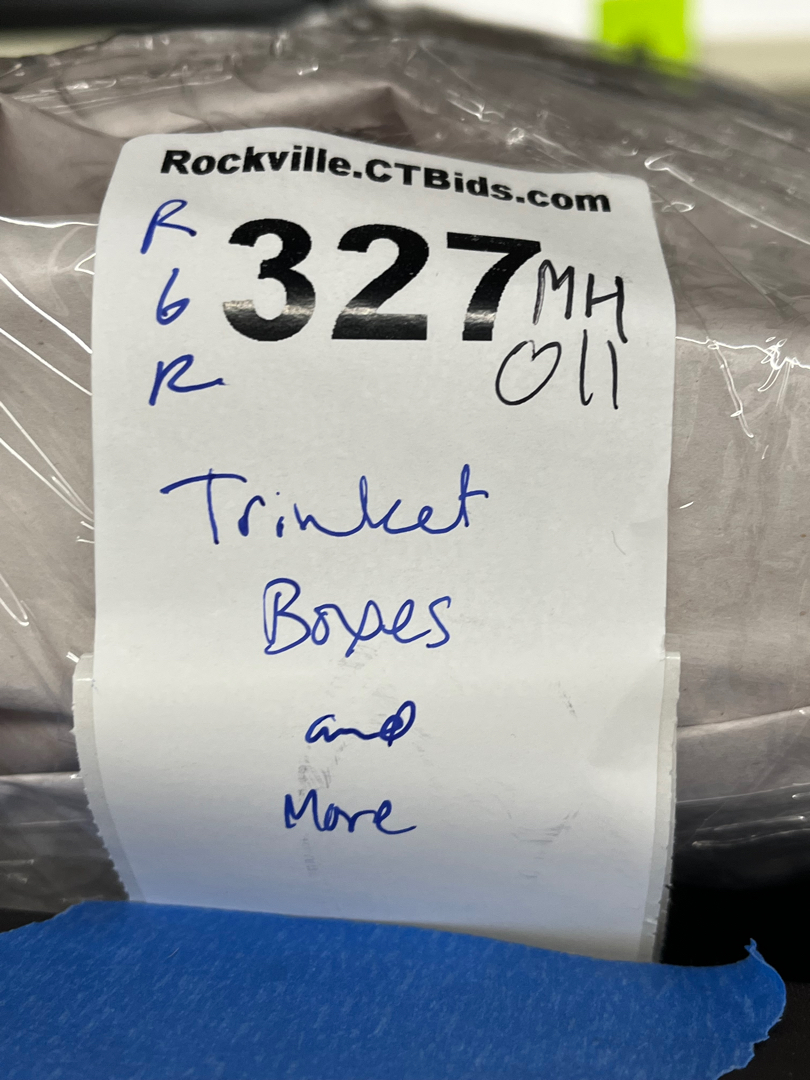 Rockville.CTBids.com
R
6
R
327
MH
011
Trinket
Boxes
and
More